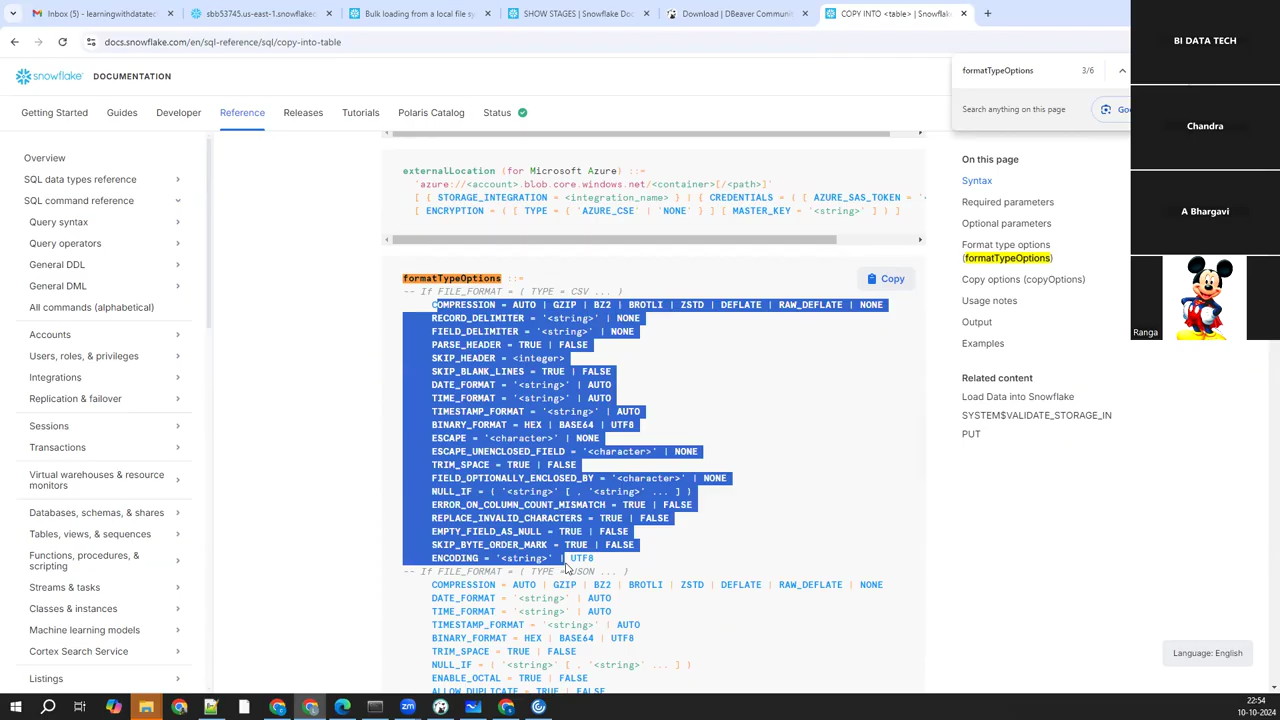 Inbox (59) - learningwithdatatech
sbb53745.us-east-1.snowflakec
Bulk loading from a local file sy
SHOW STAGES | Snowflake Doc
Download | DBeaver Communit
COPY INTO <table> | Snowflake
docs.snowflake.com/en/sql-reference/sql/copy-into-table
formatTypeOptions 3/6
Search anything on this page
Goo
BI DATA TECH
Chandra
A Bhargavi
Ranga
snowflake DOCUMENTATION
Getting Started Guides Developer Reference Releases Tutorials Polaris Catalog Status
Overview
SQL data types reference
SQL command reference
Query syntax
Query operators
General DDL
General DML
All commands (alphabetical)
Accounts
Users, roles, & privileges
Integrations
Replication & failover
Sessions
Transactions
Virtual warehouses & resource
monitors
Databases, schemas, & shares
Tables, views, & sequences
Functions, procedures, &
scripting
Streams & tasks
Classes & instances
Machine learning models
Cortex Search Service
Listings
externalLocation (for Microsoft Azure) ::=
'azure://<account>.blob.core.windows.net/<container>[/<path>]'
[ { STORAGE_INTEGRATION = <integration_name> } | { CREDENTIALS = ( [ AZURE_SAS_TOKEN = '<
[ ENCRYPTION = ( [ TYPE = { 'AZURE_CSE' | 'NONE' } ] [ MASTER_KEY = '<string>' ] ) ]
formatTypeOptions ::=
Copy
-- If FILE_FORMAT = ( TYPE = CSV ... )
COMPRESSION = AUTO | GZIP | BZ2 | BROTLI | ZSTD | DEFLATE | RAW_DEFLATE | NONE
RECORD_DELIMITER = '<string>' | NONE
FIELD_DELIMITER = '<string>' | NONE
PARSE_HEADER = TRUE | FALSE
SKIP_HEADER = <integer>
SKIP_BLANK_LINES = TRUE | FALSE
DATE_FORMAT = '<string>' | AUTO
TIME_FORMAT = '<string>' | AUTO
TIMESTAMP_FORMAT = '<string>' | AUTO
BINARY_FORMAT = HEX | BASE64 | UTF8
ESCAPE = '<character>' | NONE
ESCAPE_UNENCLOSED_FIELD = '<character>' | NONE
TRIM_SPACE = TRUE | FALSE
FIELD_OPTIONALLY_ENCLOSED_BY = '<character>' | NONE
NULL_IF = ( '<string>' [ , '<string>' ... ] )
ERROR_ON_COLUMN_COUNT_MISMATCH = TRUE | FALSE
REPLACE_INVALID_CHARACTERS = TRUE | FALSE
EMPTY_FIELD_AS_NULL = TRUE | FALSE
SKIP_BYTE_ORDER_MARK = TRUE | FALSE
ENCODING = '<string>' | UTF8
-- If FILE_FORMAT = ( TYPE = JSON ... )
COMPRESSION = AUTO | GZIP | BZ2 | BROTLI | ZSTD | DEFLATE | RAW_DEFLATE | NONE
DATE_FORMAT = '<string>' | AUTO
TIME_FORMAT = '<string>' | AUTO
TIMESTAMP_FORMAT = '<string>' | AUTO
BINARY_FORMAT = HEX | BASE64 | UTF8
TRIM_SPACE = TRUE | FALSE
NULL_IF = ( '<string>' [ , '<string>' ... ] )
ENABLE_OCTAL = TRUE | FALSE
ALLOW_DUPLICATE = TRUE | FALSE
On this page
Syntax
Required parameters
Optional parameters
Format type options
(formatTypeOptions)
Copy options (copyOptions)
Usage notes
Output
Examples
Related content
Load Data into Snowflake
SYSTEM$VALIDATE_STORAGE_IN
PUT
Language: English
22:54
10-10-2024